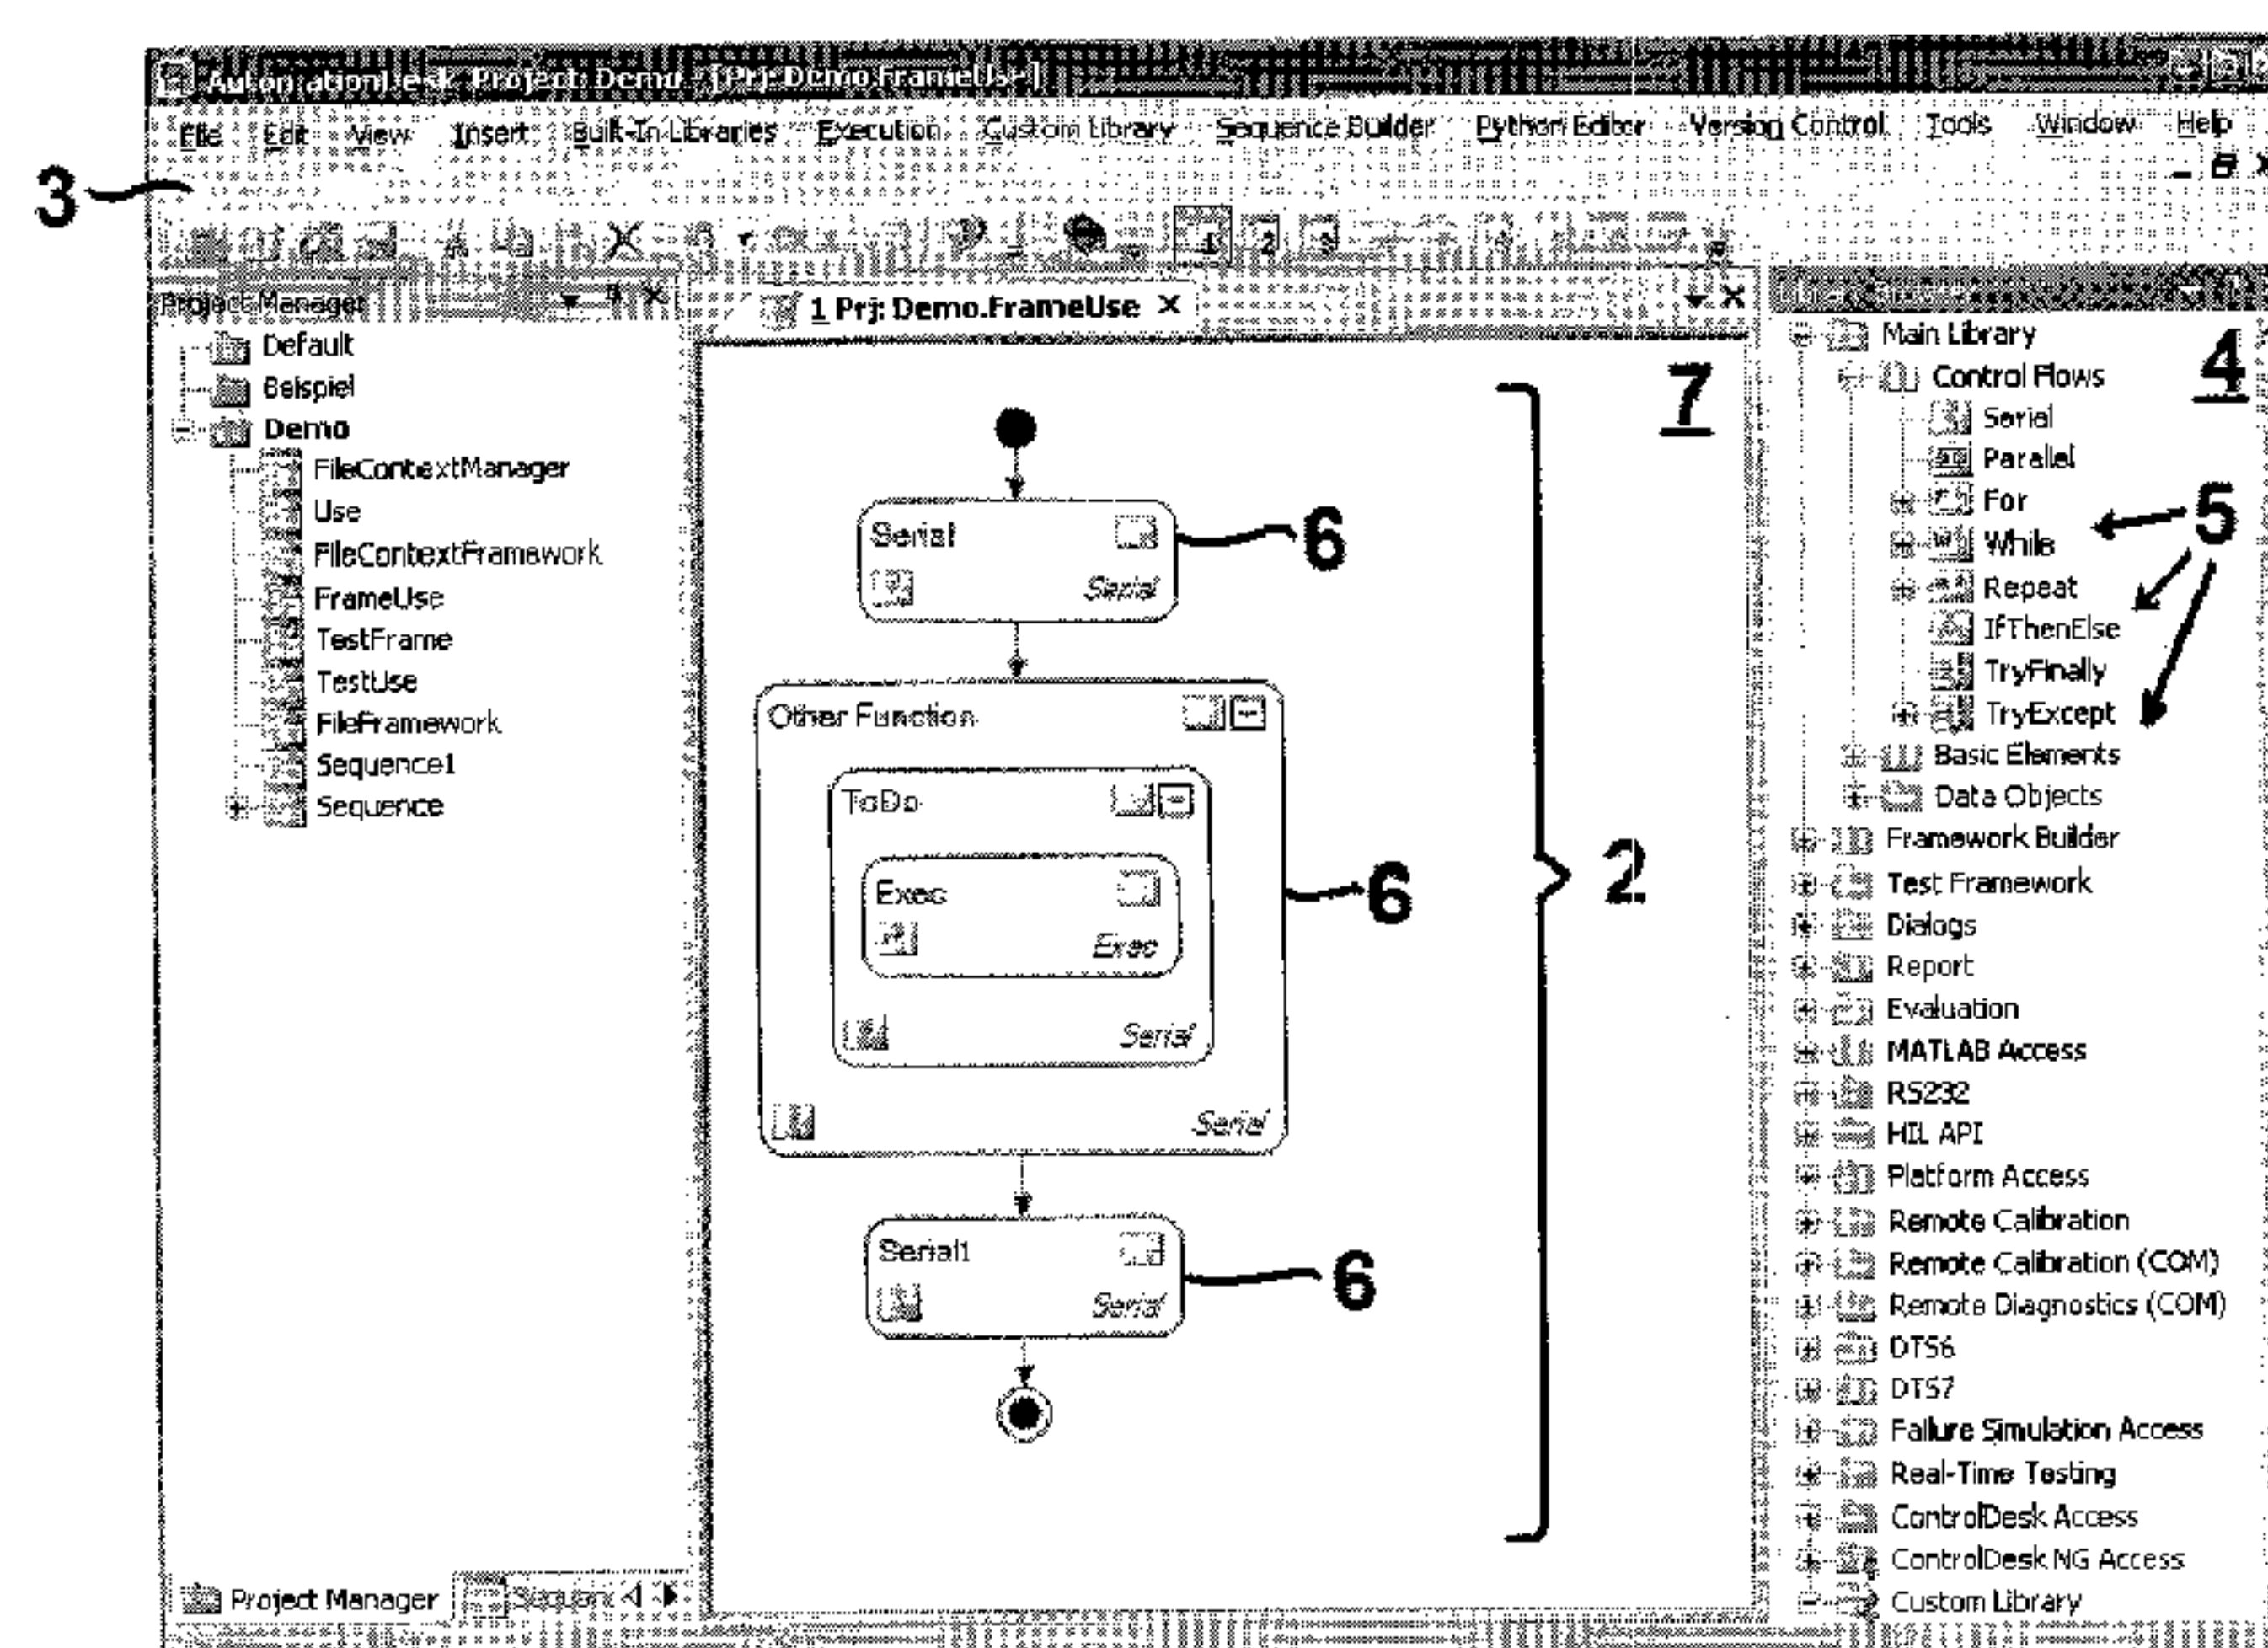 AutomationDesk Project: Demo - [Prj: Demo.FrameUse]
File Edit View Insert Built-In Libraries Execution Custom Library Sequence Builder Python Editor Version Control Tools Window Help
3
1 2 3
Project Manager
Default
Beispiel
Demo
FileContextManager
Use
FileContextFramework
FrameUse
TestFrame
TestUse
FileFramework
Sequence1
Sequence
Project Manager
1 Prj: Demo.FrameUse
7
Serial
Serial
6
Other Function
ToDo
Exec
Exec
Serial
Serial
6
2
Serial1
Serial
6
Library Browser
Main Library
4
Control Flows
Serial
Parallel
For
5
While
Repeat
IfThenElse
TryFinally
TryExcept
Basic Elements
Data Objects
Framework Builder
Test Framework
Dialogs
Report
Evaluation
MATLAB Access
RS232
HIL API
Platform Access
Remote Calibration
Remote Calibration (COM)
Remote Diagnostics (COM)
DTS6
DTS7
Failure Simulation Access
Real-Time Testing
ControlDesk Access
ControlDesk NG Access
Custom Library